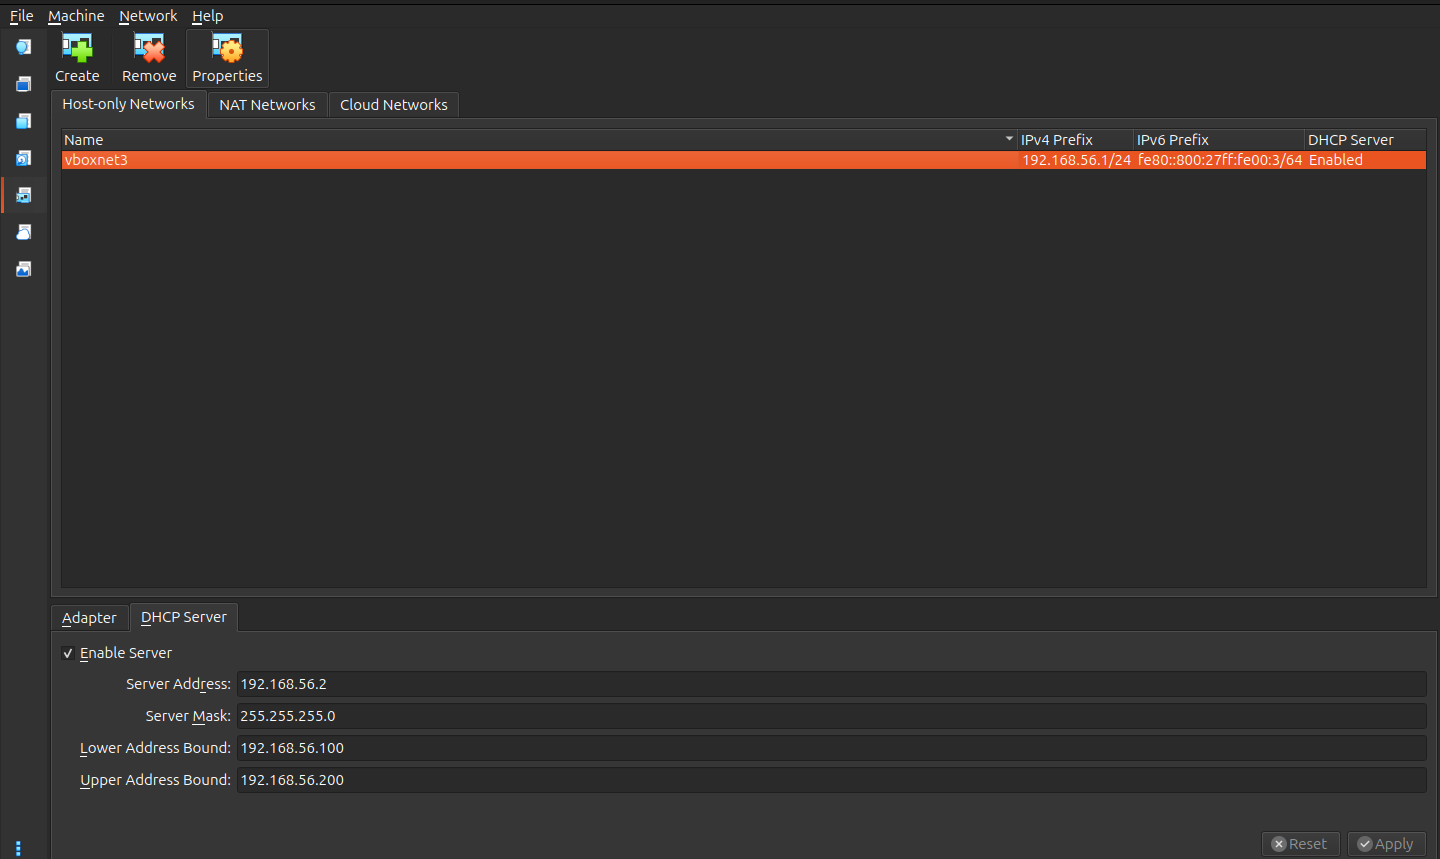 File Machine Network Help
Create Remove Properties
Host-only Networks NAT Networks Cloud Networks
Name IPv4 Prefix IPv6 Prefix DHCP Server
vboxnet3 192.168.56.1/24 fe80::800:27ff:fe00:3/64 Enabled
Adapter DHCP Server
Enable Server
Server Address: 192.168.56.2
Server Mask: 255.255.255.0
Lower Address Bound: 192.168.56.100
Upper Address Bound: 192.168.56.200
Reset Apply